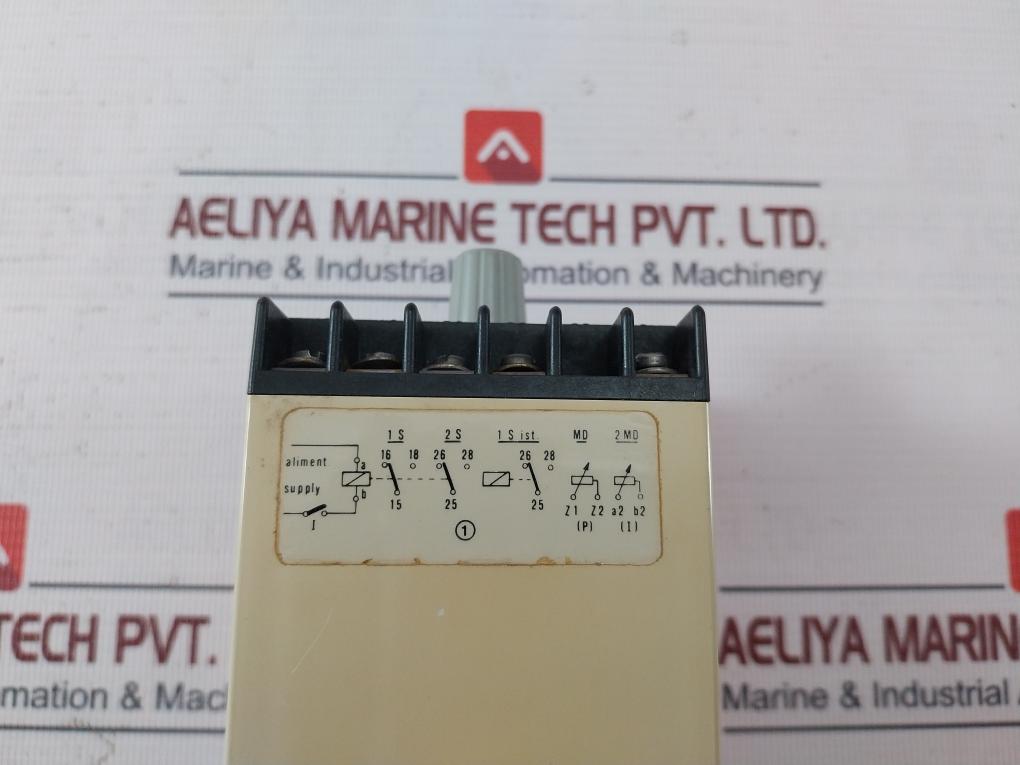 AELIYA MARINE TECH PVT. LTD.
Marine & Industrial omation & Machinery
1 S 2 S 1 S ist. MD 2 MD
16 18 26 28 26 28
aliment a
supply b
15 25 25 Z1 Z2 a2 b2
I (P) (I)
1
TECH PVT.
mation & Mach
AELIYA MARIN
Marine & Industrial